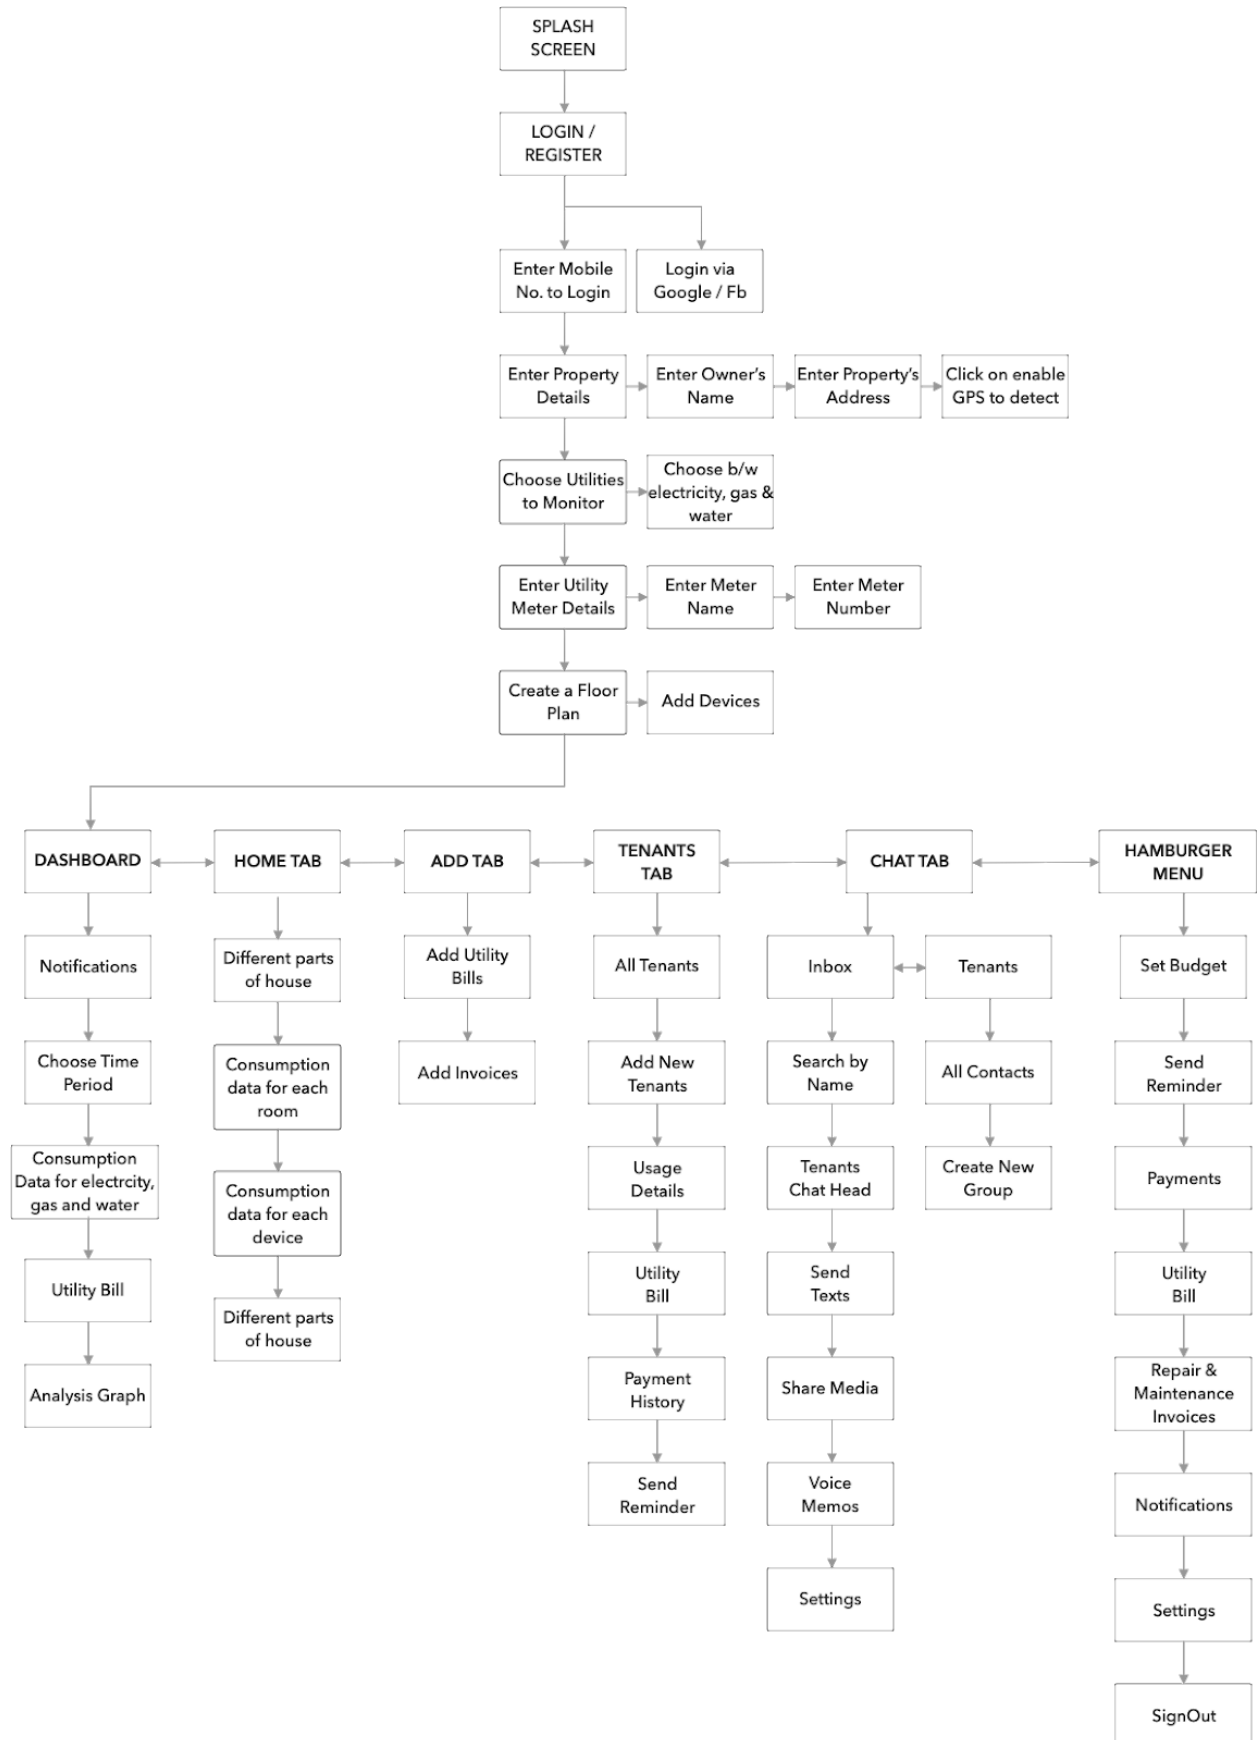 SPLASH
SCREEN
LOGIN /
REGISTER
Enter Mobile
No. to Login
Login via
Google / Fb
Enter Property
Details
Enter Owner's
Name
Enter Property's
Address
Click on enable
GPS to detect
Choose Utilities
to Monitor
Choose b/w
electricity, gas &
water
Enter Utility
Meter Details
Enter Meter
Name
Enter Meter
Number
Create a Floor
Plan
Add Devices
DASHBOARD
Notifications
Choose Time
Period
Consumption
Data for electrcity,
gas and water
Utility Bill
Analysis Graph
HOME TAB
Different parts
of house
Consumption
data for each
room
Consumption
data for each
device
Different parts
of house
ADD TAB
Add Utility
Bills
Add Invoices
TENANTS
TAB
All Tenants
Add New
Tenants
Usage
Details
Utility
Bill
Payment
History
Send
Reminder
CHAT TAB
Inbox
Search by
Name
Tenants
Chat Head
Send
Texts
Share Media
Voice
Memos
Settings
Tenants
All Contacts
Create New
Group
HAMBURGER
MENU
Set Budget
Send
Reminder
Payments
Utility
Bill
Repair &
Maintenance
Invoices
Notifications
Settings
SignOut